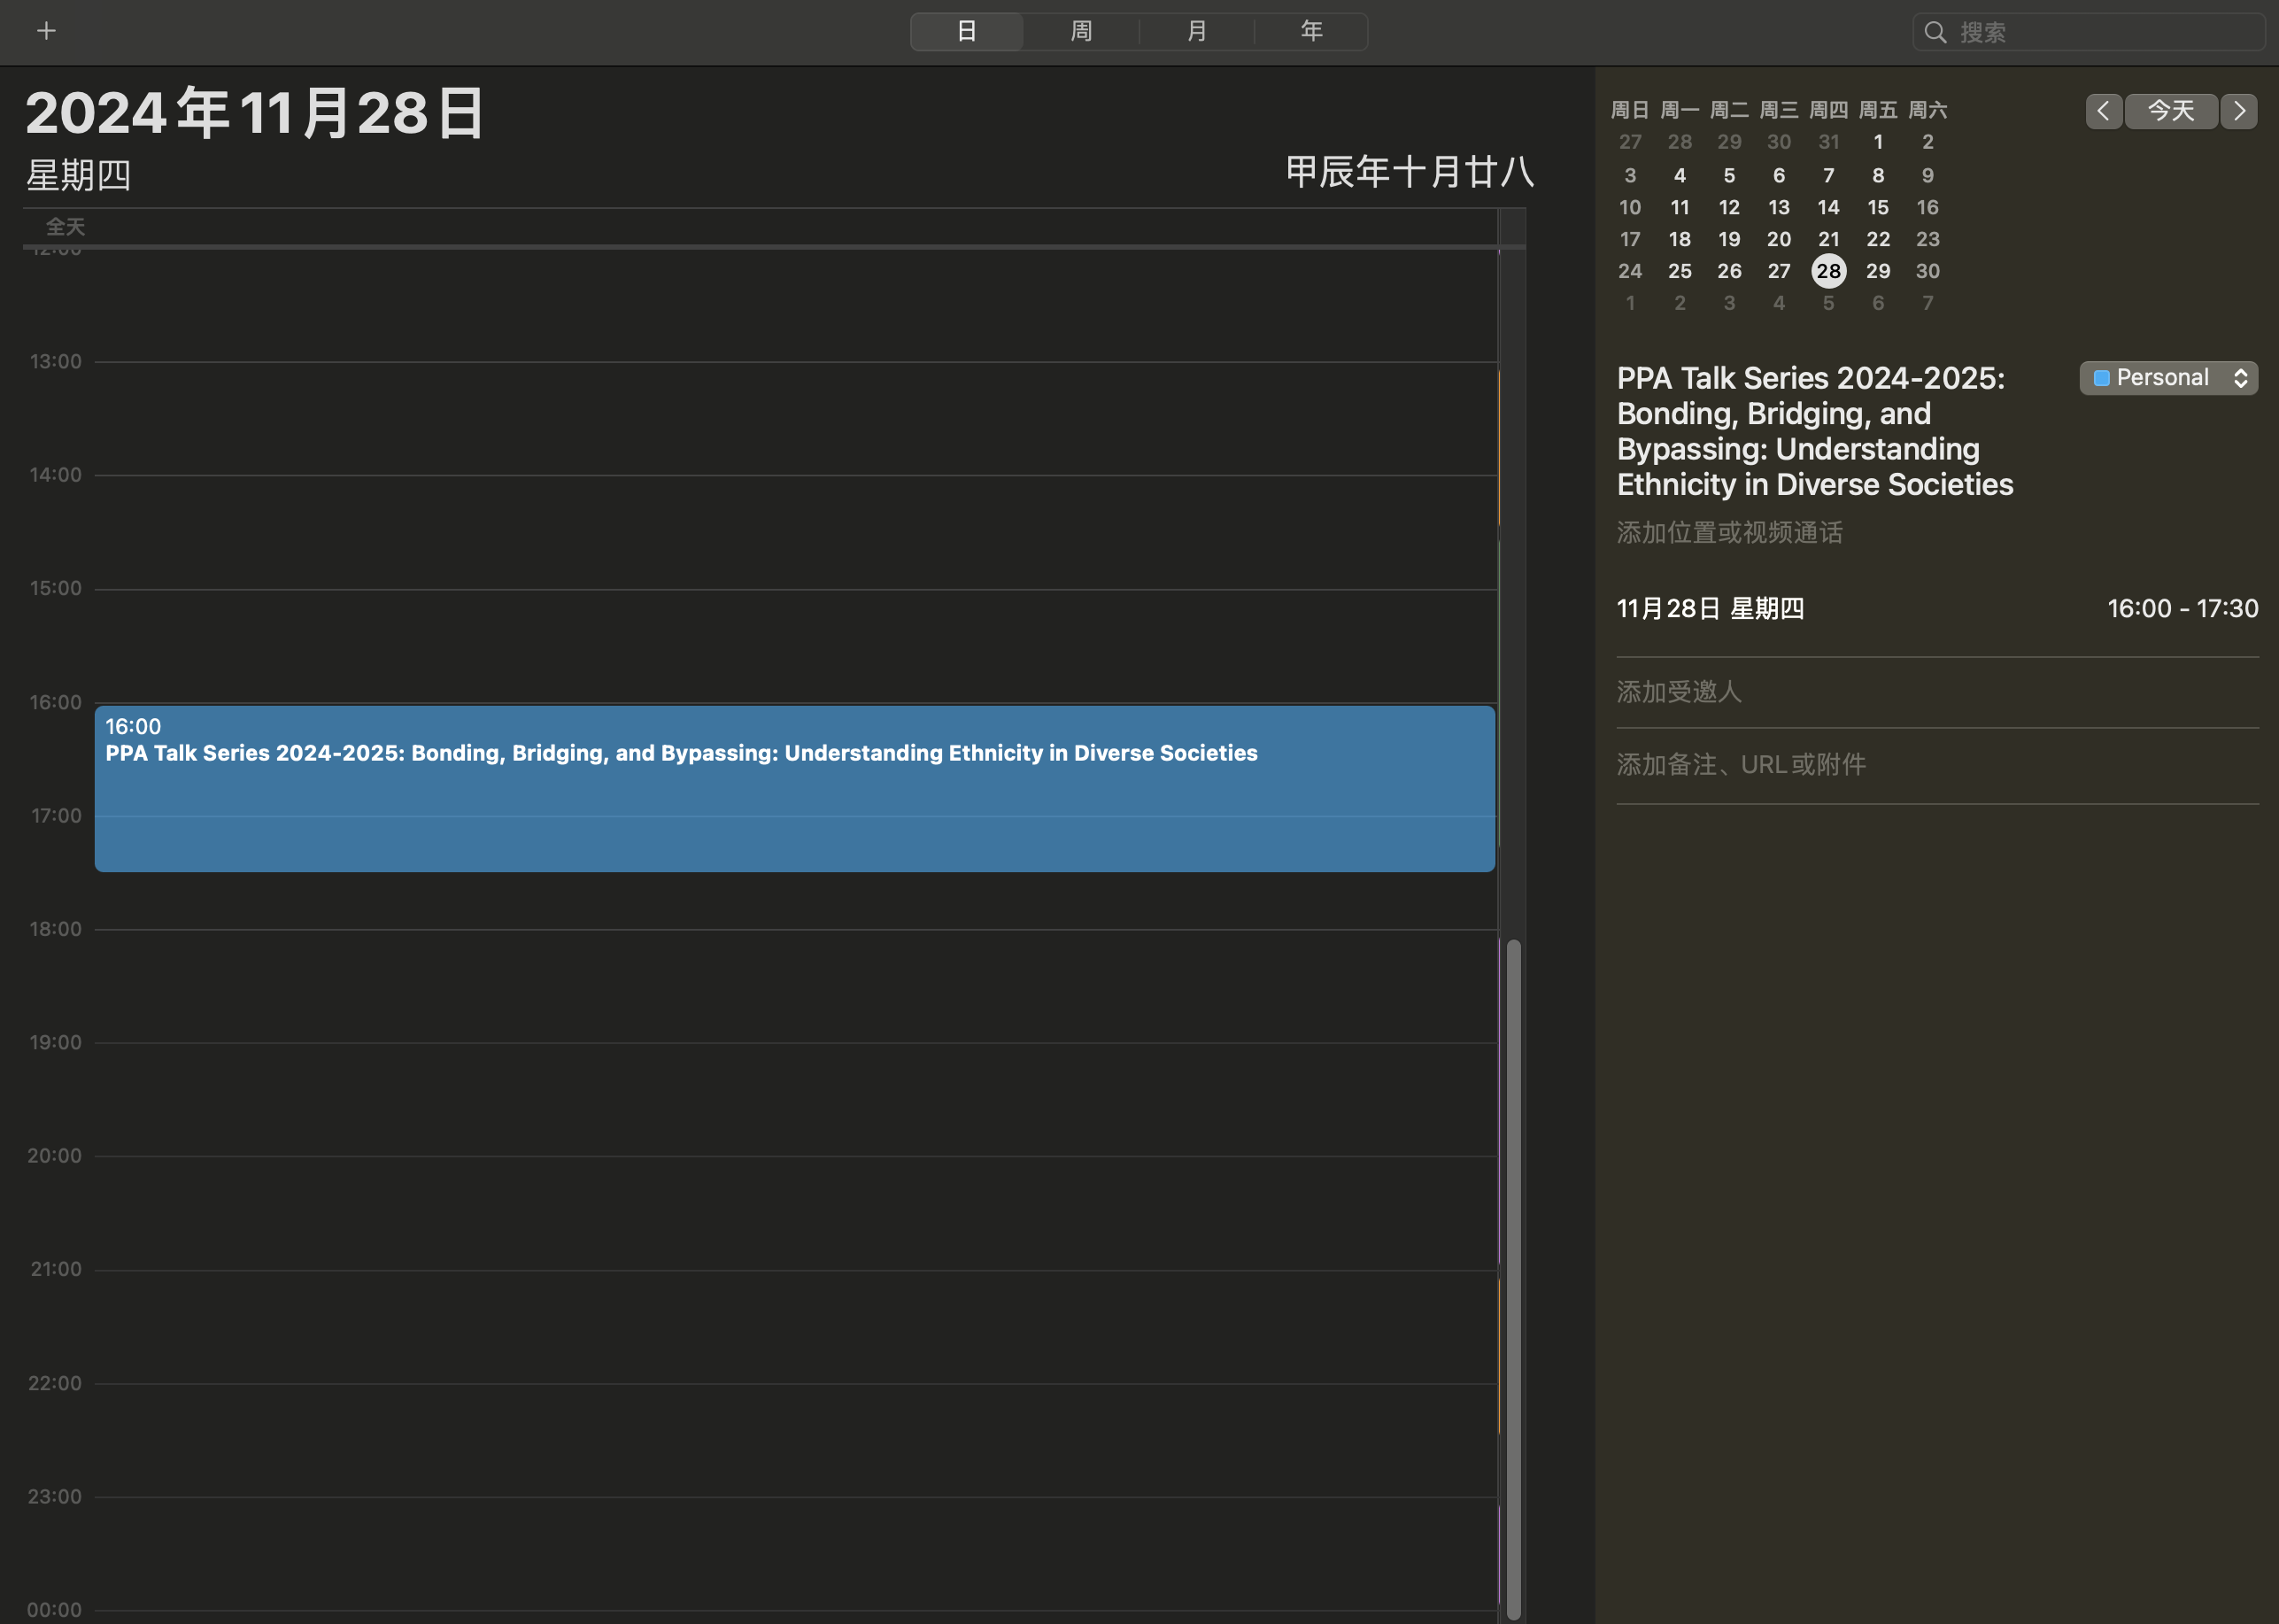 +
日 周 月 年
搜索
2024年11月28日
星期四
甲辰年十月廿八
全天
12:00
13:00
14:00
15:00
16:00
16:00
PPA Talk Series 2024-2025: Bonding, Bridging, and Bypassing: Understanding Ethnicity in Diverse Societies
17:00
18:00
19:00
20:00
21:00
22:00
23:00
00:00
周日 周一 周二 周三 周四 周五 周六
今天
27 28 29 30 31 1 2
3 4 5 6 7 8 9
10 11 12 13 14 15 16
17 18 19 20 21 22 23
24 25 26 27 28 29 30
1 2 3 4 5 6 7
PPA Talk Series 2024-2025:
Bonding, Bridging, and
Bypassing: Understanding
Ethnicity in Diverse Societies
Personal
添加位置或视频通话
11月28日 星期四 16:00 - 17:30
添加受邀人
添加备注、URL或附件